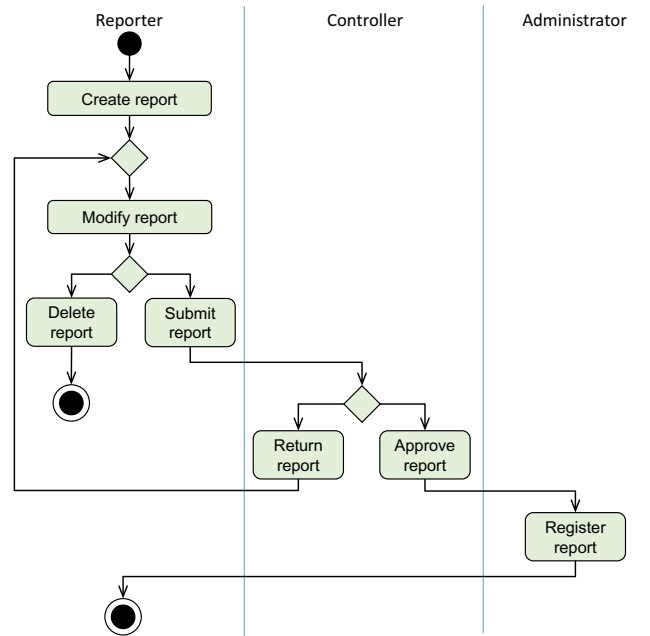 Reporter
Controller
Administrator
Create report
Modify report
Delete
report
Submit
report
Return
report
Approve
report
Register
report